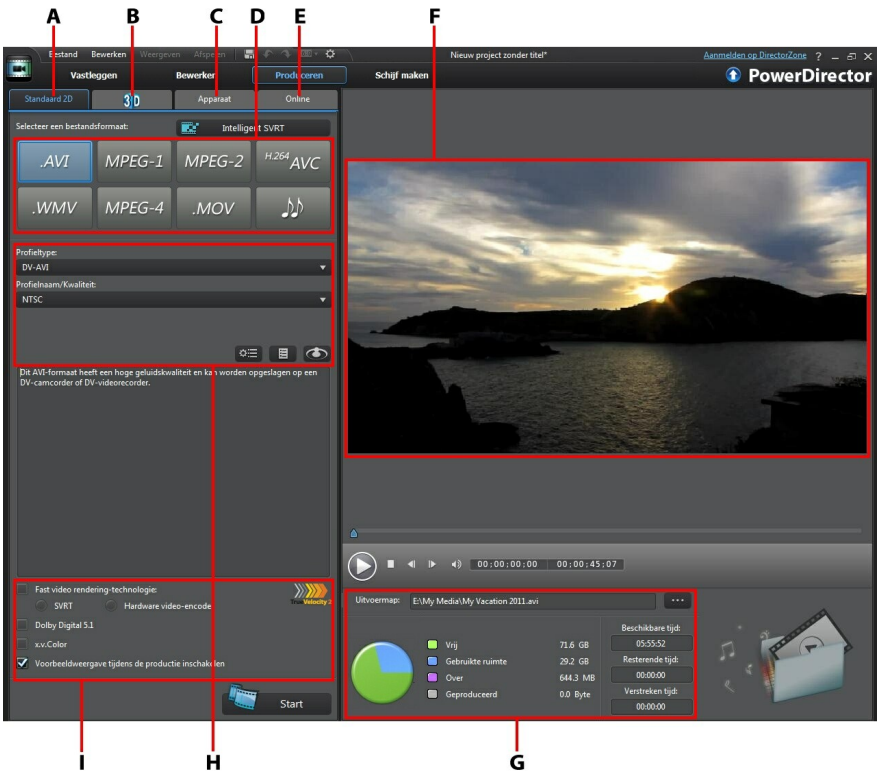 A B C D E F
Bestand Bewerken Weergeven Afspelen Nieuw project zonder titel* Aanmelden op DirectorZone ?
Vastleggen Bewerken Produceren Schijf maken PowerDirector
Standaard 2D 3D Apparaat Online
Selecteer een bestandsformaat: Intelligent SVRT
.AVI MPEG-1 MPEG-2 H.264 AVC
.WMV MPEG-4 .MOV
Profieltype:
DV-AVI
Profielnaam/Kwaliteit:
NTSC
Dit AVI-formaat heeft een hoge geluidskwaliteit en kan worden opgeslagen op een
DV-camcorder of DV-videorecorder.
00;00;00;00 00;00;45;07
Fast video rendering-technologie:
SVRT Hardware video-encode
TrueVelocity 2
Dolby Digital 5.1
x.v.Color
Voorbeeldweergave tijdens de productie inschakelen
Start
Uitvoermap: E:\My Media\My Vacation 2011.avi ...
Vrij 71.6 GB
Gebruikte ruimte 29.2 GB
Over 644.3 MB
Geproduceerd 0.0 Byte
Beschikbare tijd:
05:55:52
Resterende tijd:
00:00:00
Verstreken tijd:
00:00:00
I H G